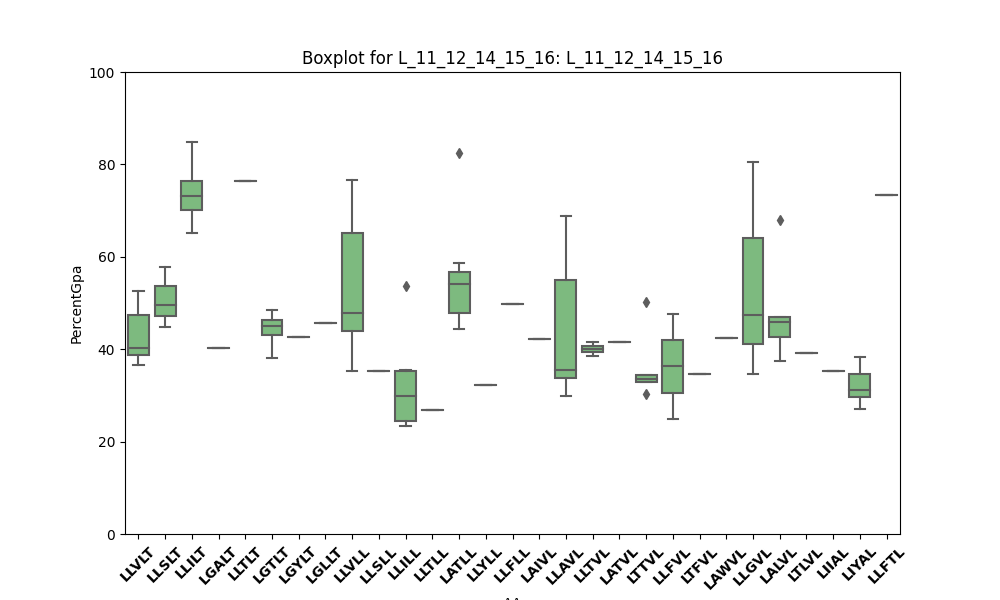 Boxplot for L_11_12_14_15_16: L_11_12_14_15_16
PercentGpa
100
80
60
40
20
0
LLVLT
LLSLT
LLILT
LGALT
LLTLT
LGTLT
LGYLT
LGLLT
LLVLL
LLSLL
LLILL
LLTLL
LATLL
LLYLL
LLFLL
LAIVL
LLAVL
LLTVL
LATVL
LTTVL
LLFVL
LTFVL
LAWVL
LLGVL
LALVL
LTLVL
LIIAL
LIYAL
LLFTL